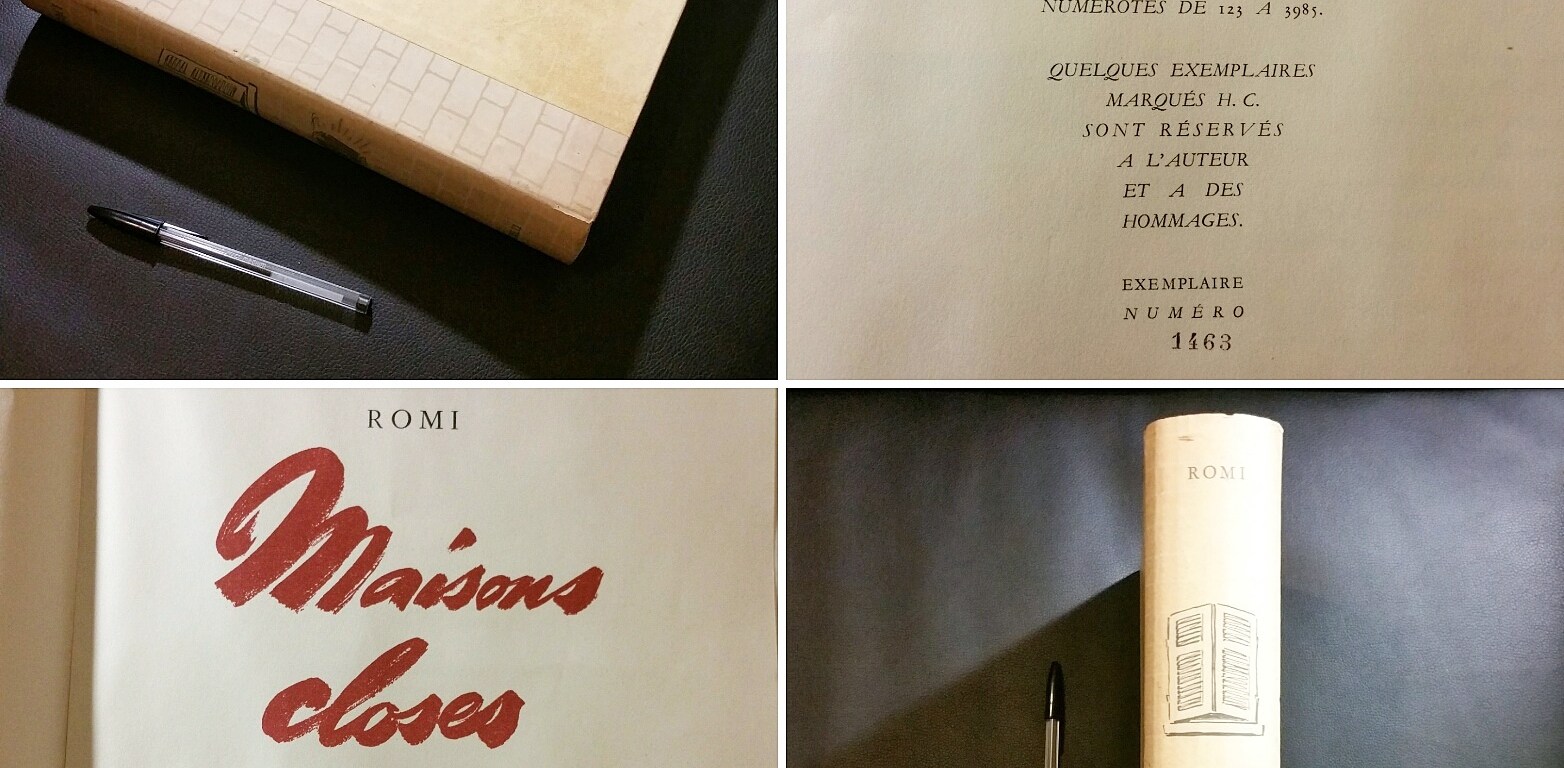 NUMÉROTÉS DE 123 A 3985.
QUELQUES EXEMPLAIRES
MARQUÉS H. C.
SONT RÉSERVÉS
A L'AUTEUR
ET A DES
HOMMAGES.
EXEMPLAIRE
NUMÉRO
1463
ROMI
Maisons
closes
ROMI